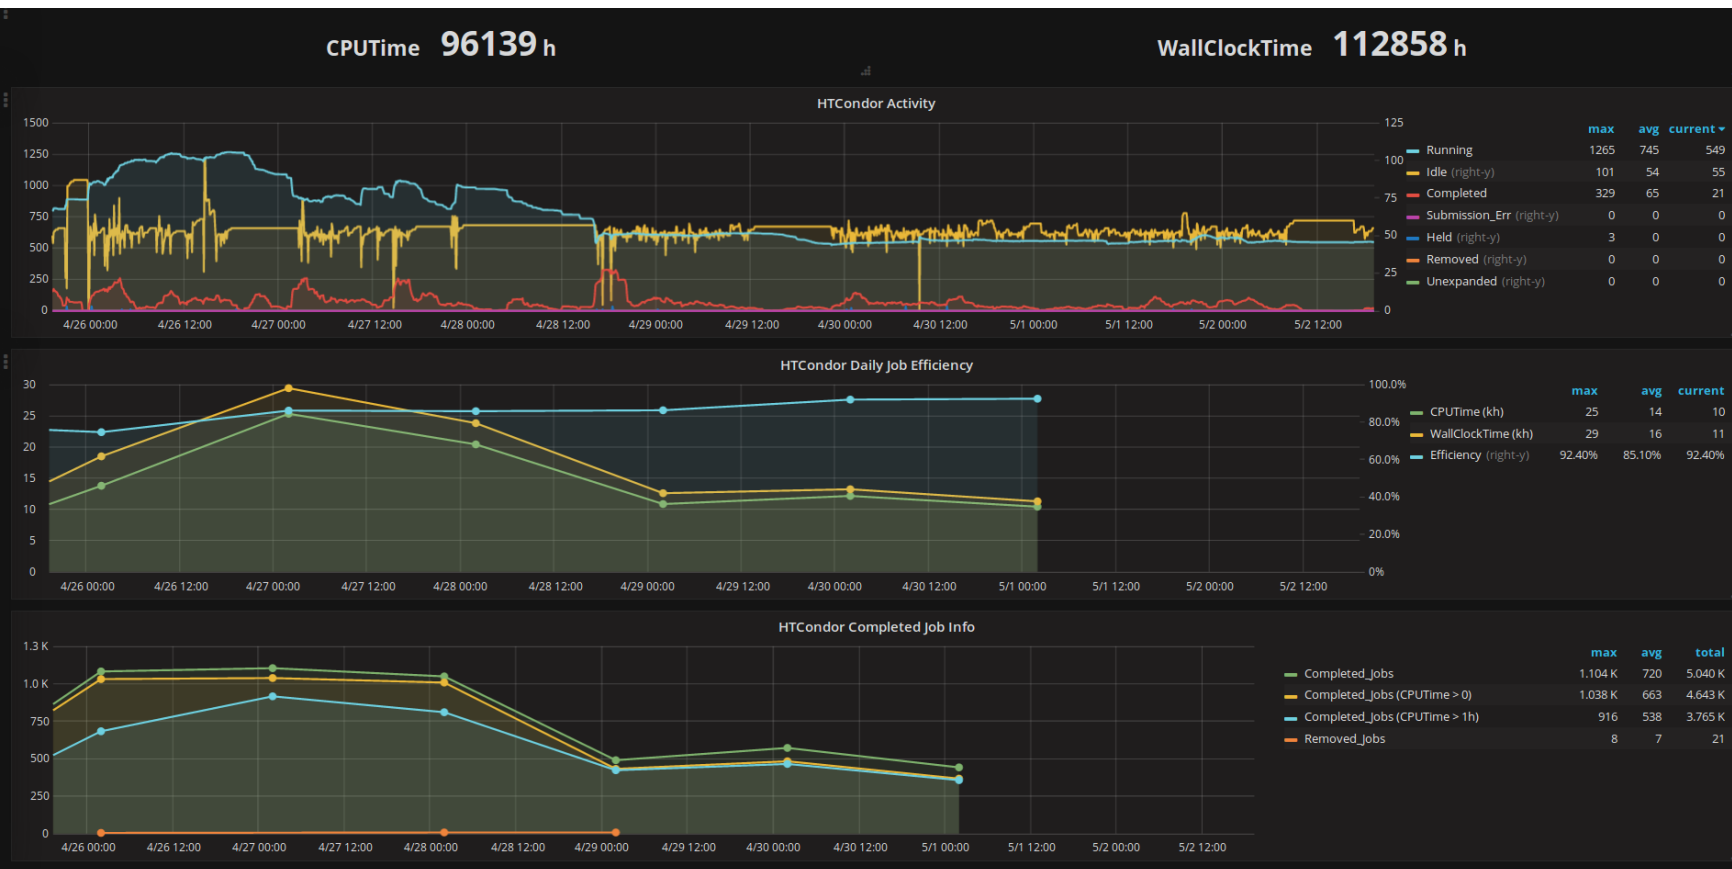 CPUTime 96139 h WallClockTime 112858 h
HTCondor Activity
1500 125 max avg current
1250 100 Running 1265 745 549
1000 Idle (right-y) 101 54 55
750 75 Completed 329 65 21
500 50 Submission_Err (right-y) 0 0 0
250 25 Held (right-y) 3 0 0
0 0 Removed (right-y) 0 0 0
Unexpanded (right-y) 0 0 0
4/26 00:00 4/26 12:00 4/27 00:00 4/27 12:00 4/28 00:00 4/28 12:00 4/29 00:00 4/29 12:00 4/30 00:00 4/30 12:00 5/1 00:00 5/1 12:00 5/2 00:00 5/2 12:00
HTCondor Daily Job Efficiency
30 100.0% max avg current
25 80.0% CPUTime (kh) 25 14 10
20 60.0% WallClockTime (kh) 29 16 11
15 40.0% Efficiency (right-y) 92.40% 85.10% 92.40%
10 20.0%
5
0 0%
4/26 00:00 4/26 12:00 4/27 00:00 4/27 12:00 4/28 00:00 4/28 12:00 4/29 00:00 4/29 12:00 4/30 00:00 4/30 12:00 5/1 00:00 5/1 12:00 5/2 00:00 5/2 12:00
HTCondor Completed Job Info
1.3 K max avg total
1.0 K Completed_Jobs 1.104 K 720 5.040 K
750 Completed_Jobs (CPUTime > 0) 1.038 K 663 4.643 K
500 Completed_Jobs (CPUTime > 1h) 916 538 3.765 K
250 Removed_Jobs 8 7 21
0
4/26 00:00 4/26 12:00 4/27 00:00 4/27 12:00 4/28 00:00 4/28 12:00 4/29 00:00 4/29 12:00 4/30 00:00 4/30 12:00 5/1 00:00 5/1 12:00 5/2 00:00 5/2 12:00